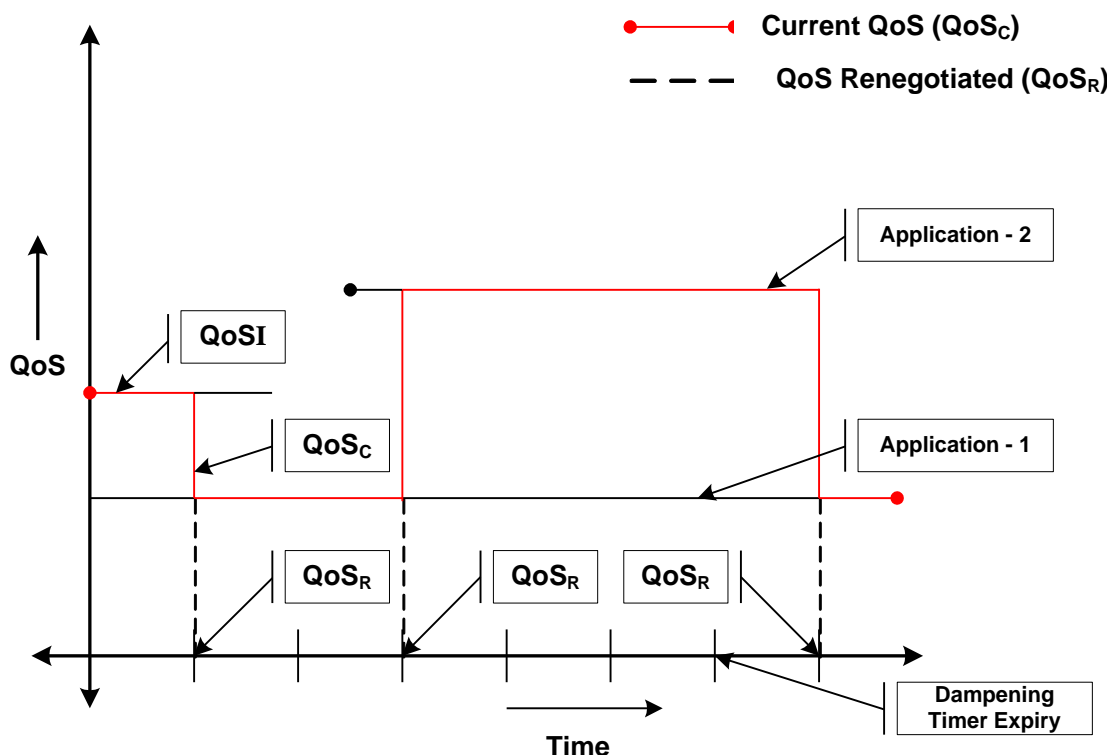 Current QoS (QoSC)
QoS Renegotiated (QoSR)
Application - 2
QoSI
QoS
QoSC
Application - 1
QoSR
QoSR
QoSR
Dampening
Timer Expiry
Time